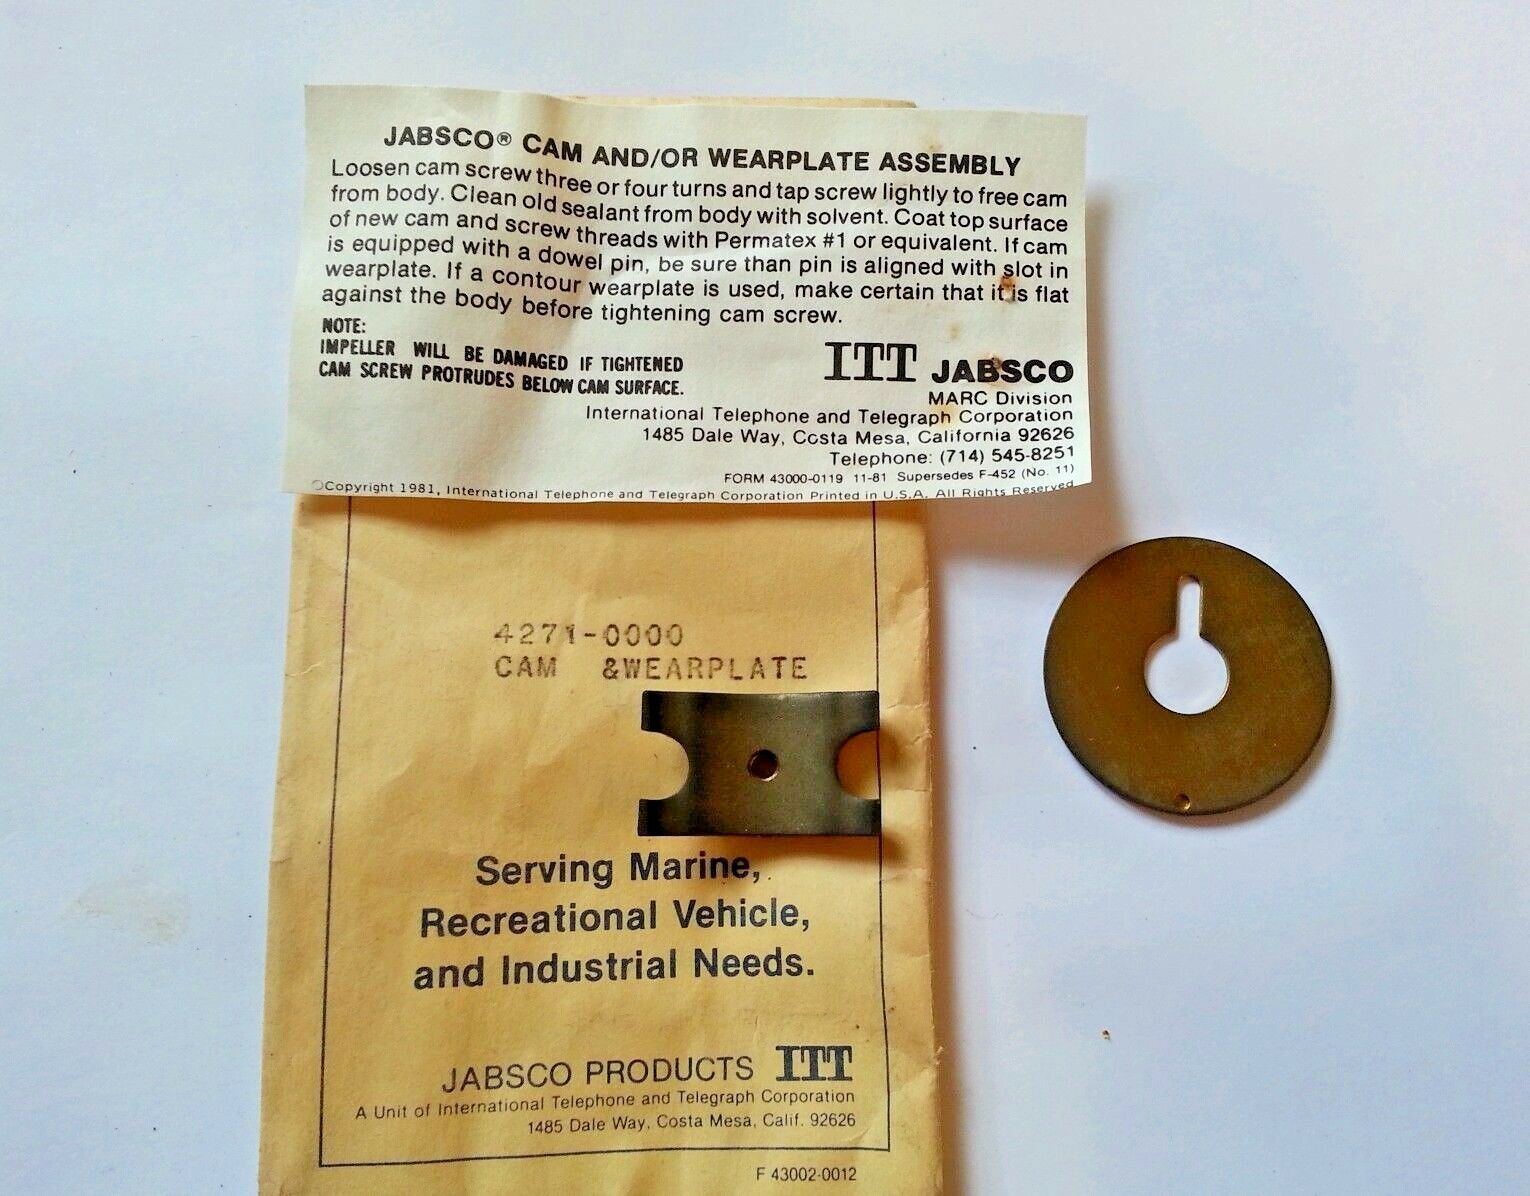 JABSCO® CAM AND/OR WEARPLATE ASSEMBLY
Loosen cam screw three or four turns and tap screw lightly to free cam
from body. Clean old sealant from body with solvent. Coat top surface
of new cam and screw threads with Permatex #1 or equivalent. If cam
is equipped with a dowel pin, be sure than pin is aligned with slot in
wearplate. If a contour wearplate is used, make certain that it is flat
against the body before tightening cam screw.
NOTE:
IMPELLER WILL BE DAMAGED IF TIGHTENED
CAM SCREW PROTRUDES BELOW CAM SURFACE.
ITT JABSCO
MARC Division
International Telephone and Telegraph Corporation
1485 Dale Way, Costa Mesa, California 92626
Telephone: (714) 545-8251
FORM 43000-0119 11-81 Supersedes F-452 (No. 11)
©Copyright 1981, International Telephone and Telegraph Corporation Printed in U.S.A. All Rights Reserved
4271-0000
CAM &WEARPLATE
Serving Marine,
Recreational Vehicle,
and Industrial Needs.
JABSCO PRODUCTS ITT
A Unit of International Telephone and Telegraph Corporation
1485 Dale Way, Costa Mesa, Calif. 92626
F 43002-0012